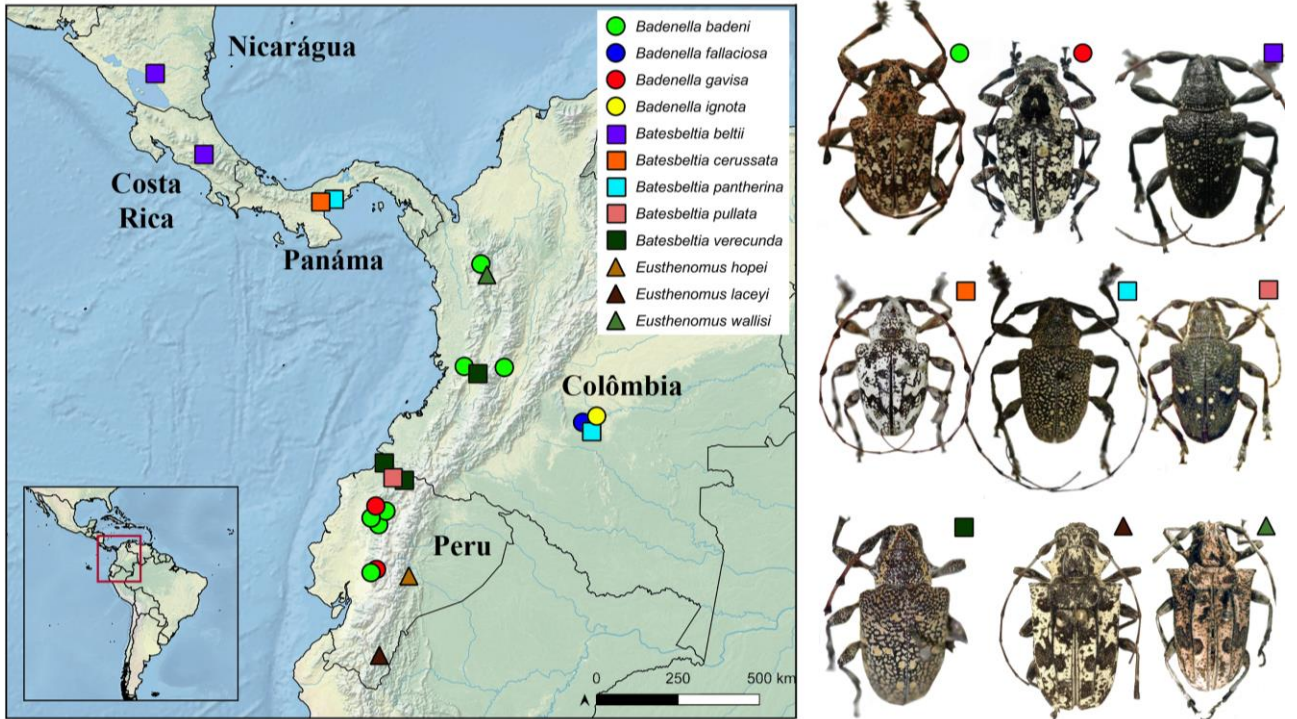 Nicarágua
Costa
Rica
Panáma
Colômbia
Peru
Badenella badeni
Badenella fallaciosa
Badenella gavisa
Badenella ignota
Batesbeltia beltii
Batesbeltia cerussata
Batesbeltia pantherina
Batesbeltia pullata
Batesbeltia verecunda
Eusthenomus hopei
Eusthenomus laceyi
Eusthenomus wallisi
0 250 500 km